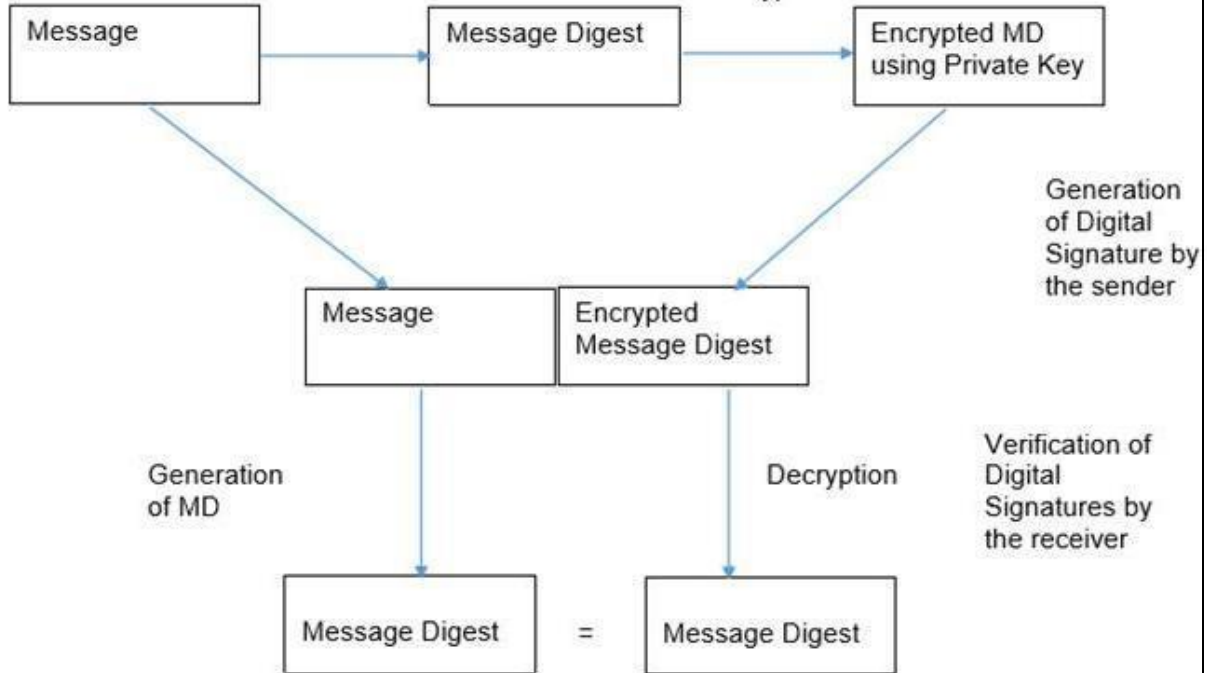 Message
Message Digest
Encrypted MD
using Private Key
Generation
of Digital
Signature by
the sender
Message
Encrypted
Message Digest
Generation
of MD
Decryption
Verification of
Digital
Signatures by
the receiver
Message Digest
=
Message Digest